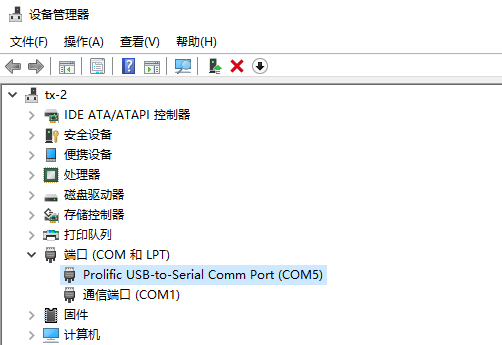 设备管理器
文件(F) 操作(A) 查看(V) 帮助(H)
tx-2
IDE ATA/ATAPI 控制器
安全设备
便携设备
处理器
磁盘驱动器
存储控制器
打印队列
端口 (COM 和 LPT)
Prolific USB-to-Serial Comm Port (COM5)
通信端口 (COM1)
固件
计算机